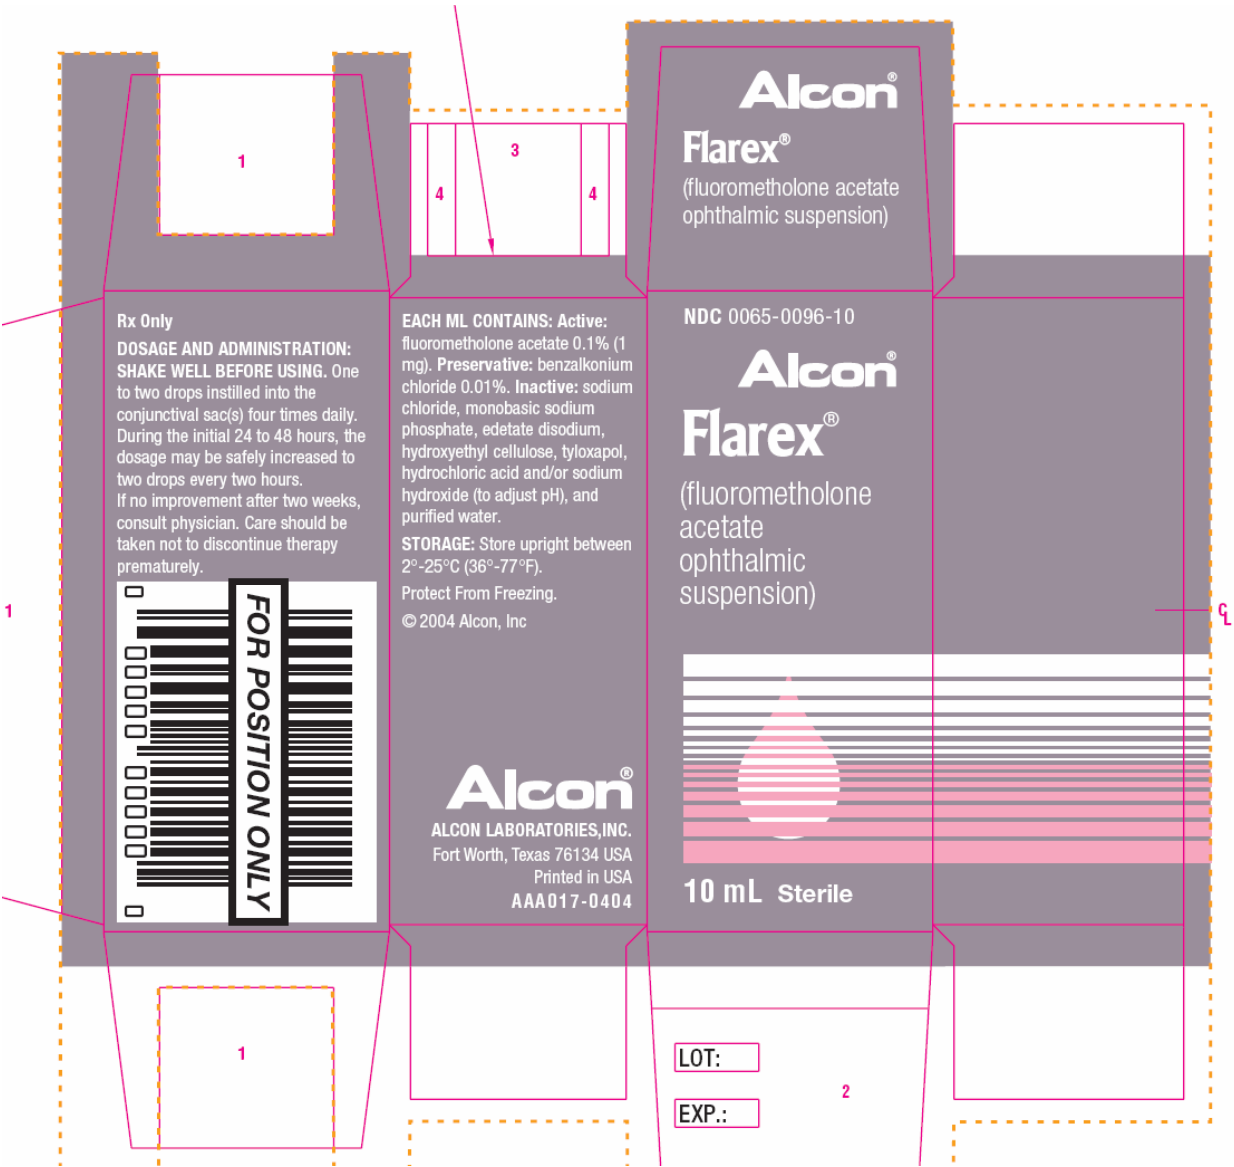 1
3
4
4
Alcon®
Flarex®
(fluorometholone acetate
ophthalmic suspension)
Rx Only
DOSAGE AND ADMINISTRATION:
SHAKE WELL BEFORE USING. One
to two drops instilled into the
conjunctival sac(s) four times daily.
During the initial 24 to 48 hours, the
dosage may be safely increased to
two drops every two hours.
If no improvement after two weeks,
consult physician. Care should be
taken not to discontinue therapy
prematurely.
FOR POSITION ONLY
1
EACH ML CONTAINS: Active:
fluorometholone acetate 0.1% (1
mg). Preservative: benzalkonium
chloride 0.01%. Inactive: sodium
chloride, monobasic sodium
phosphate, edetate disodium,
hydroxyethyl cellulose, tyloxapol,
hydrochloric acid and/or sodium
hydroxide (to adjust pH), and
purified water.
STORAGE: Store upright between
2°-25°C (36°-77°F).
Protect From Freezing.
© 2004 Alcon, Inc
Alcon®
ALCON LABORATORIES,INC.
Fort Worth, Texas 76134 USA
Printed in USA
AAA017-0404
NDC 0065-0096-10
Alcon®
Flarex®
(fluorometholone
acetate
ophthalmic
suspension)
10 mL Sterile
CL
1
LOT:
EXP.:
2